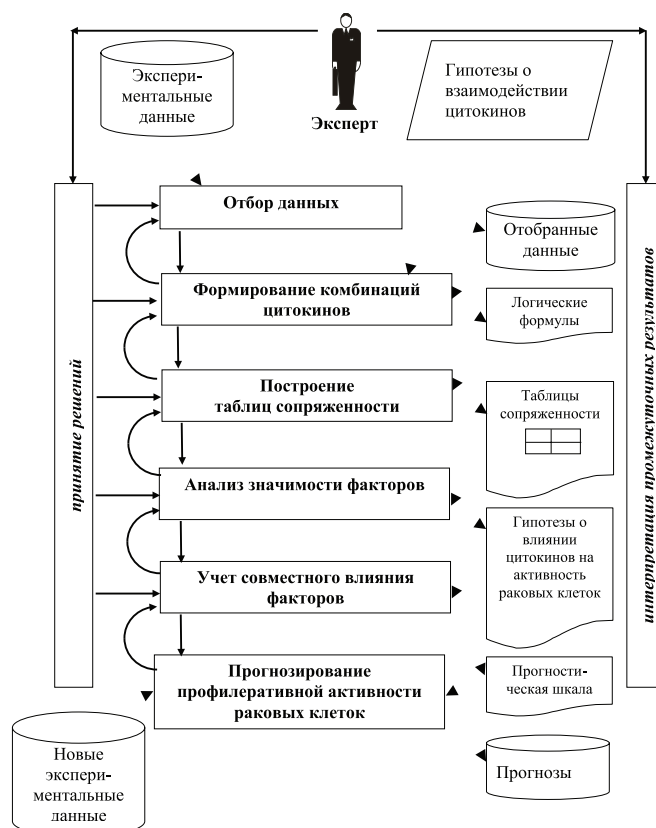 Экспери-
ментальные
данные
Эксперт
Гипотезы о
взаимодействии
цитокинов
принятие решений
интерпретация промежуточных результатов
Отбор данных
Отобранные
данные
Формирование комбинаций
цитокинов
Логические
формулы
Построение
таблиц сопряженности
Таблицы
сопряженности
Анализ значимости факторов
Гипотезы о
влиянии
цитокинов на
активность
раковых клеток
Учет совместного влияния
факторов
Прогнозирование
профилеративной активности
раковых клеток
Прогности-
ческая шкала
Новые
экспери-
ментальные
данные
Прогнозы